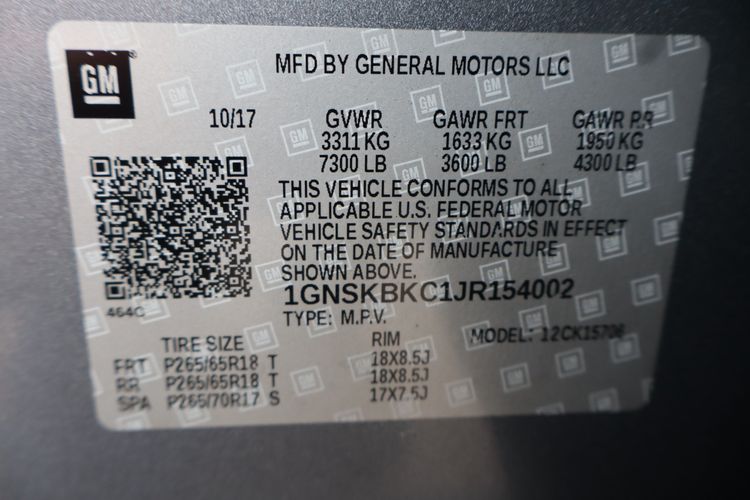 GM
MFD BY GENERAL MOTORS LLC
10/17 GVWR GAWR FRT GAWR RR
3311 KG 1633 KG 1950 KG
7300 LB 3600 LB 4300 LB
THIS VEHICLE CONFORMS TO ALL
APPLICABLE U.S. FEDERAL MOTOR
VEHICLE SAFETY STANDARDS IN EFFECT
ON THE DATE OF MANUFACTURE
SHOWN ABOVE.
464C
1GNSKBKC1JR154002
TYPE: M.P.V.
MODEL: 12CK15706
TIRE SIZE RIM
FRT P265/65R18 T 18X8.5J
RR P265/65R18 T 18X8.5J
SPA P265/70R17 S 17X7.5J